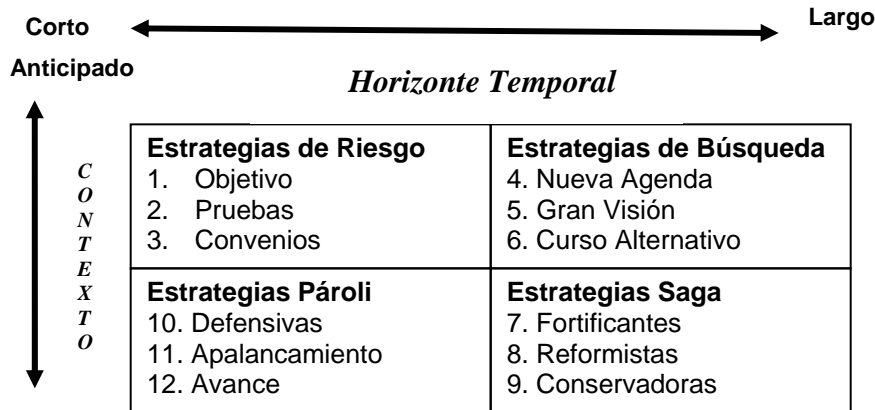 Corto
Largo
Anticipado
Horizonte Temporal
CONTEXTO
Estrategias de Riesgo
1. Objetivo
2. Pruebas
3. Convenios
Estrategias de Búsqueda
4. Nueva Agenda
5. Gran Visión
6. Curso Alternativo
Estrategias Pároli
10. Defensivas
11. Apalancamiento
12. Avance
Estrategias Saga
7. Fortificantes
8. Reformistas
9. Conservadoras